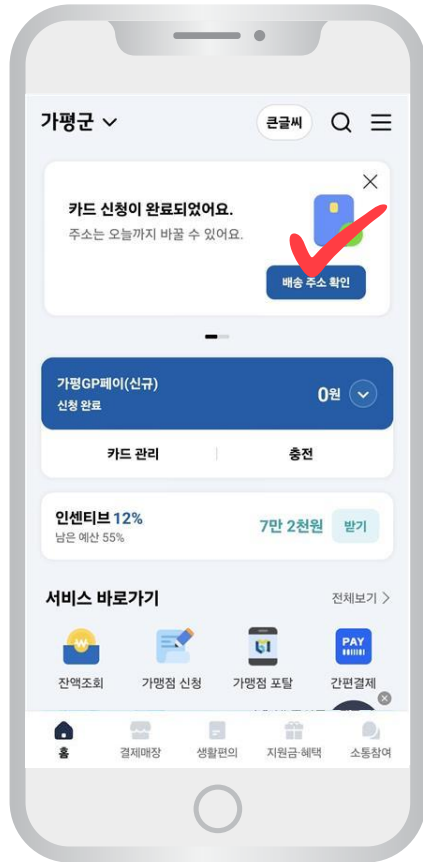 가평군
큰글씨
카드 신청이 완료되었어요.
주소는 오늘까지 바꿀 수 있어요.
배송 주소 확인
가평GP페이(신규)
신청 완료
0원
카드 관리
충전
인센티브 12%
남은 예산 55%
7만 2천원
받기
서비스 바로가기
전체보기
PAY
잔액조회
가맹점 신청
가맹점 포탈
간편결제
홈
결제매장
생활편의
지원금·혜택
소통참여